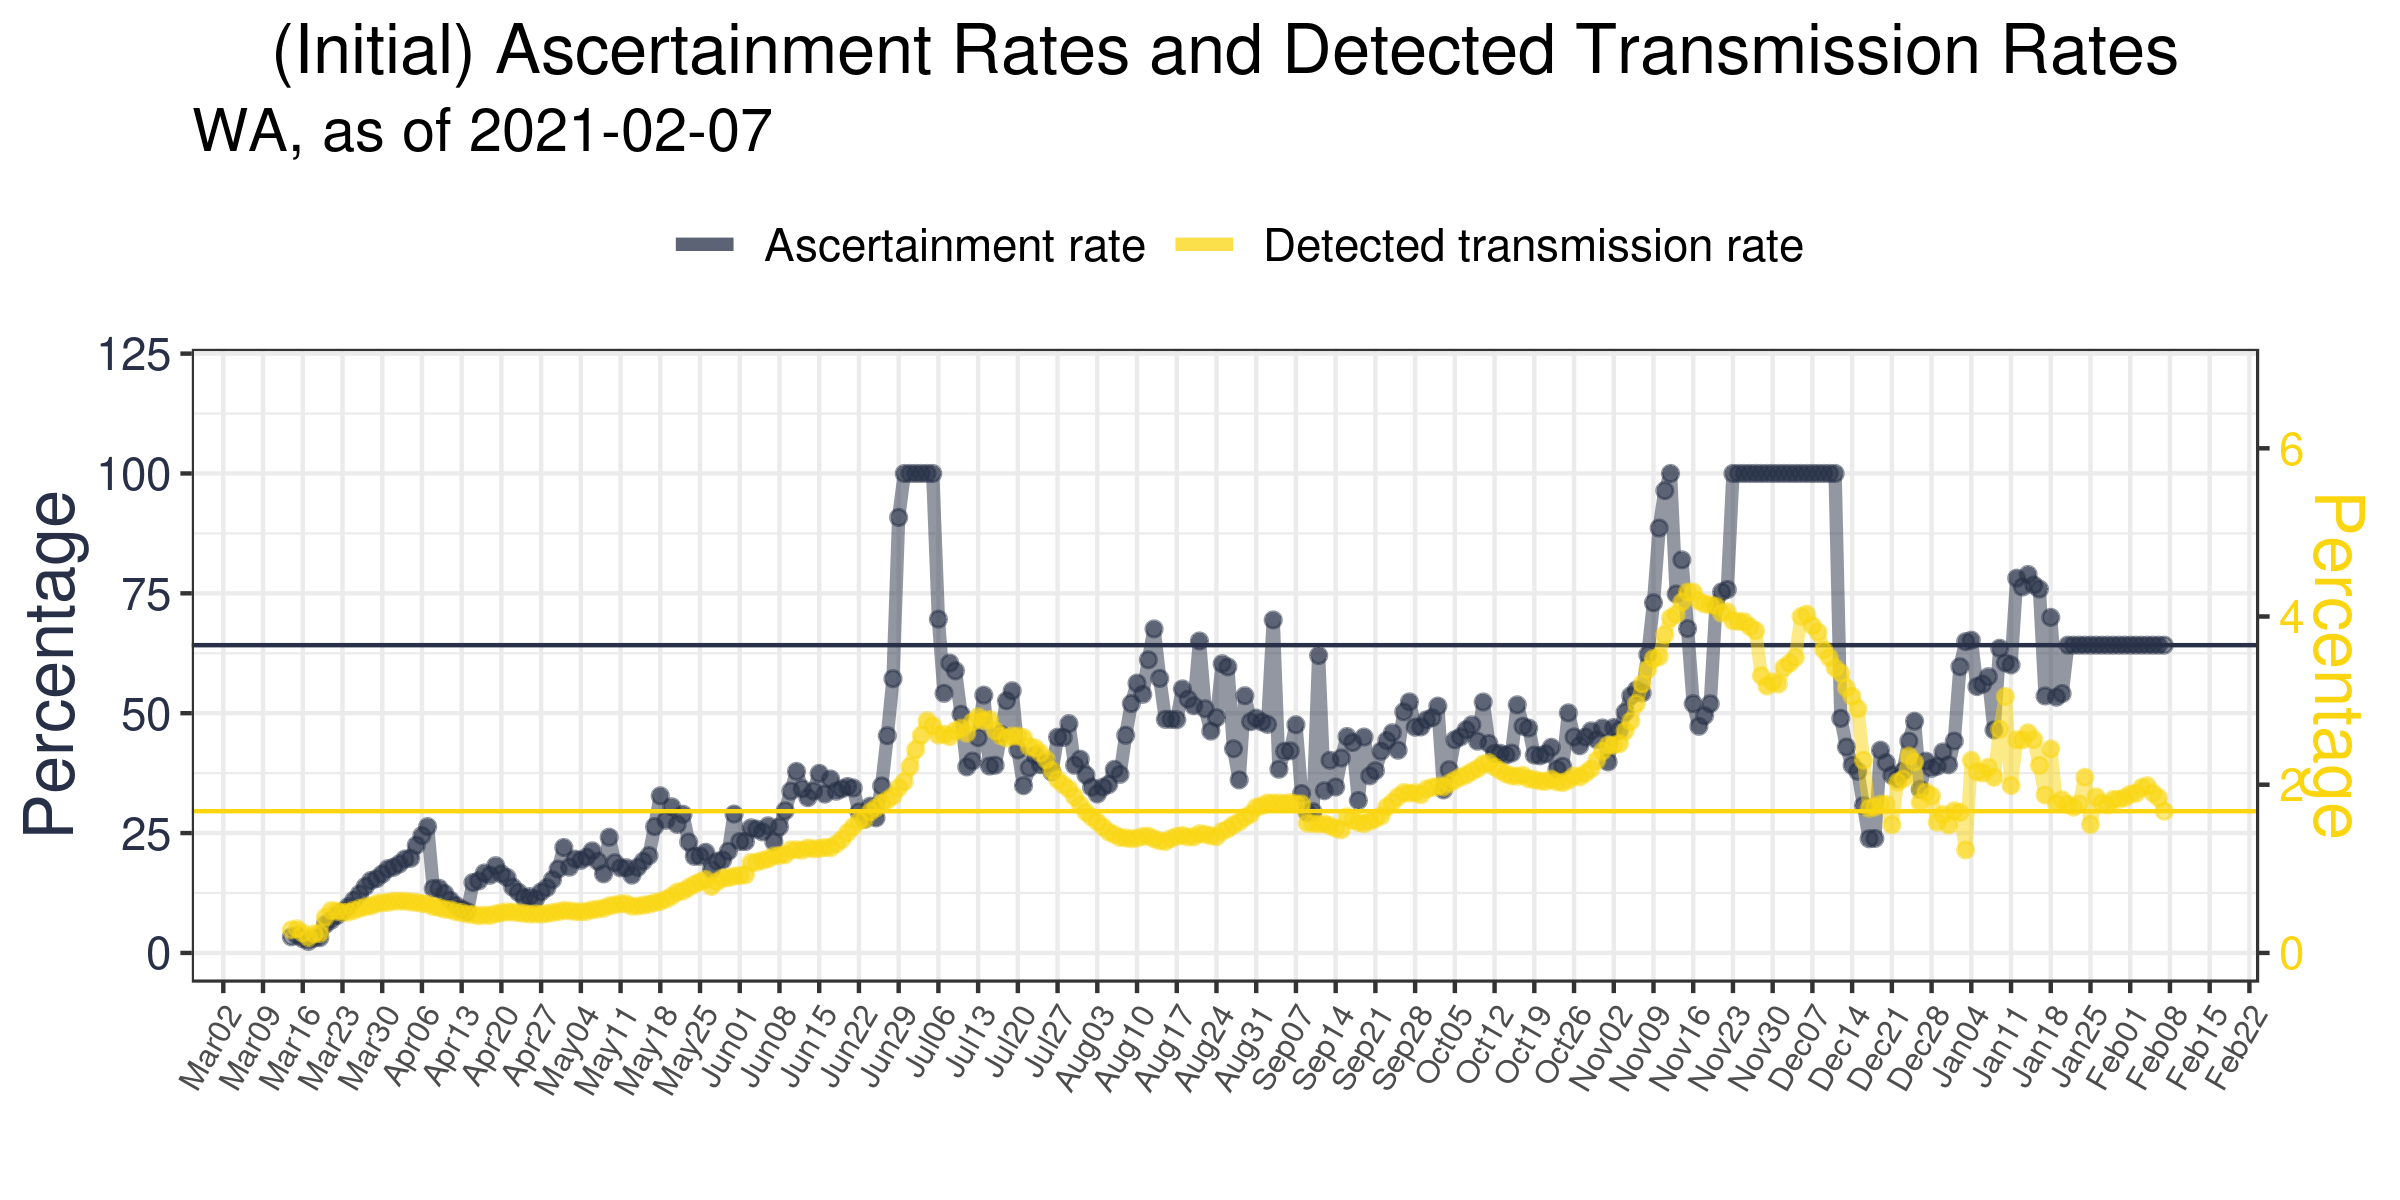 (Initial) Ascertainment Rates and Detected Transmission Rates
WA, as of 2021-02-07
Ascertainment rate
Detected transmission rate
Percentage
125
100
75
50
25
0
6
4
2
0
Percentage
Mar02
Mar09
Mar16
Mar23
Mar30
Apr06
Apr13
Apr20
Apr27
May04
May11
May18
May25
Jun01
Jun08
Jun15
Jun22
Jun29
Jul06
Jul13
Jul20
Jul27
Aug03
Aug10
Aug17
Aug24
Aug31
Sep07
Sep14
Sep21
Sep28
Oct05
Oct12
Oct19
Oct26
Nov02
Nov09
Nov16
Nov23
Nov30
Dec07
Dec14
Dec21
Dec28
Jan04
Jan11
Jan18
Jan25
Feb01
Feb08
Feb15
Feb22